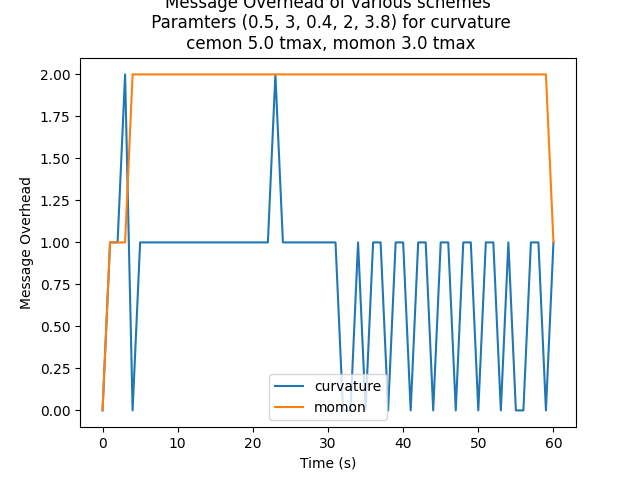 Message Overhead of various schemes
Paramters (0.5, 3, 0.4, 2, 3.8) for curvature
cemon 5.0 tmax, momon 3.0 tmax
2.00
1.75
1.50
1.25
1.00
0.75
0.50
0.25
0.00
Message Overhead
curvature
momon
0
10
20
30
40
50
60
Time (s)